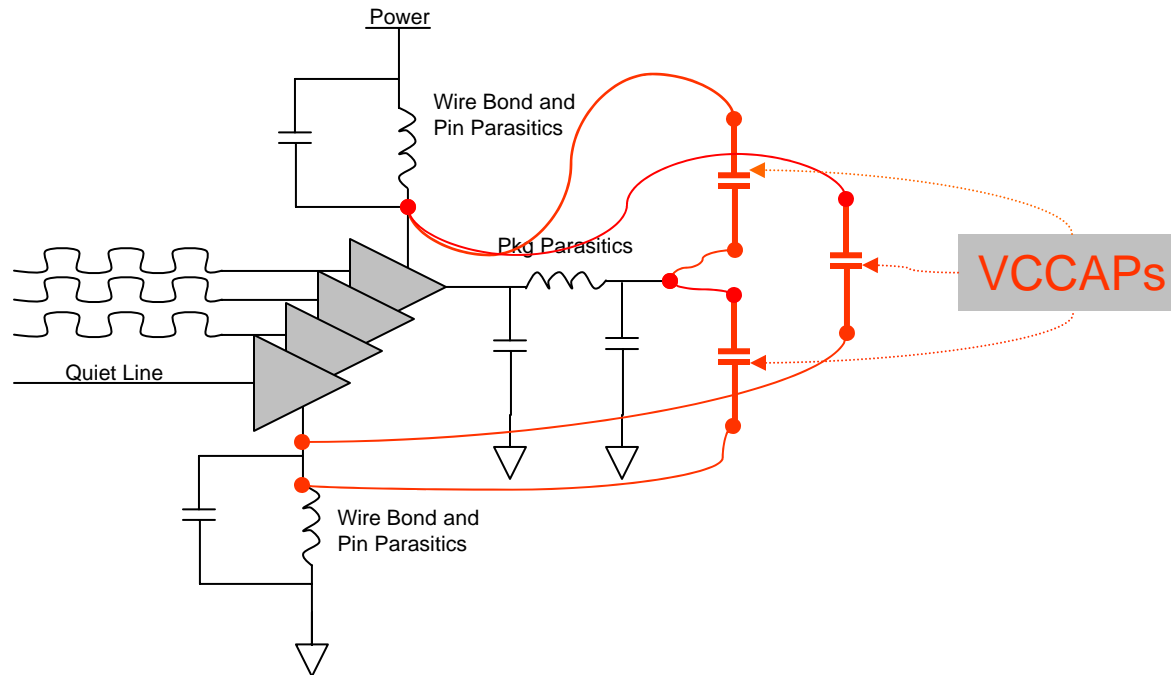 Power
Wire Bond and
Pin Parasitics
Pkg Parasitics
VCCAPs
Quiet Line
Wire Bond and
Pin Parasitics